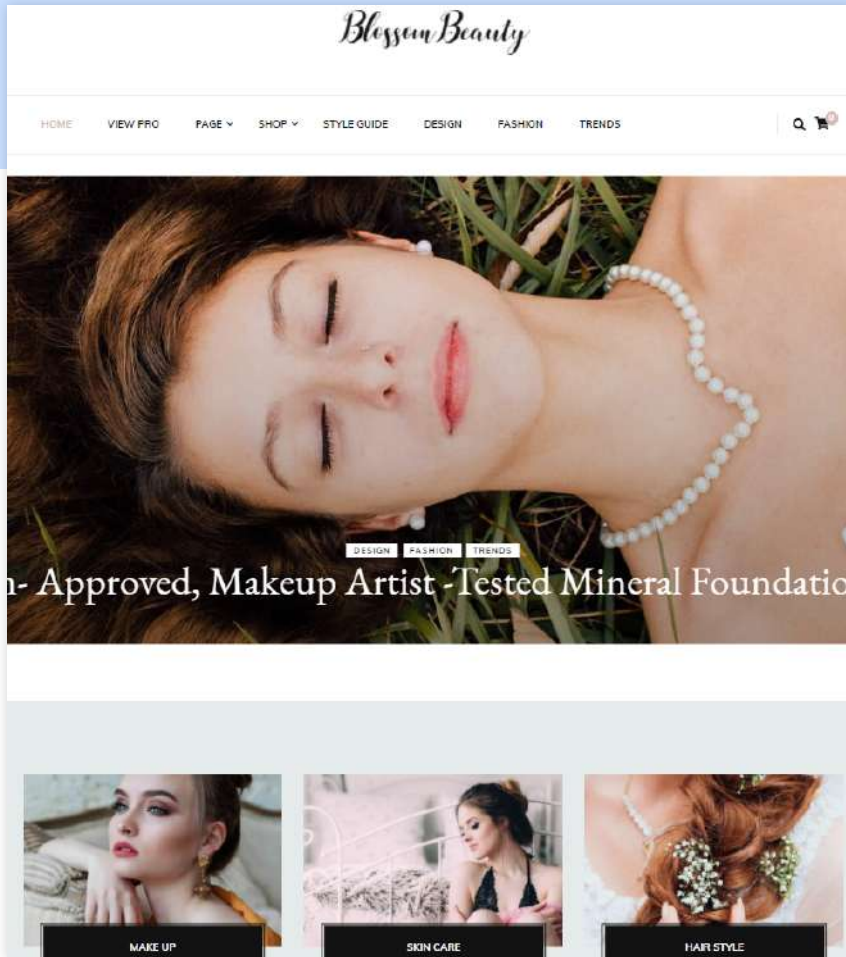 Blossom Beauty
HOME VIEW PRO PAGE SHOP STYLE GUIDE DESIGN FASHION TRENDS 0
DESIGN FASHION TRENDS
- Approved, Makeup Artist -Tested Mineral
MAKE UP SKIN CARE HAIR STYLE